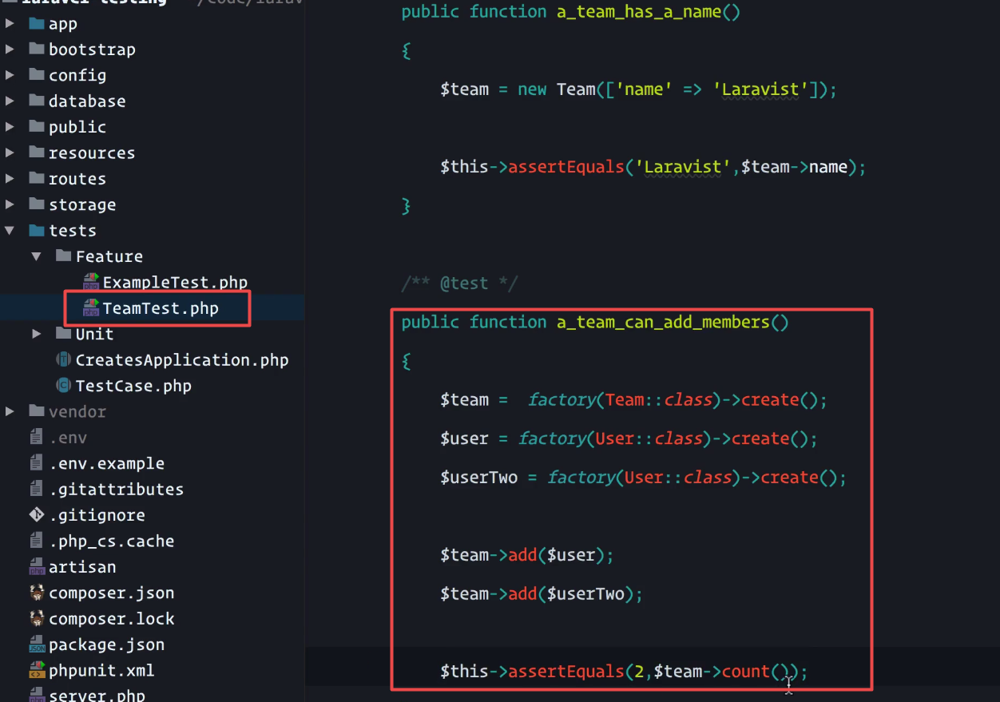 laravel-testing ~/Code/larav
app
bootstrap
config
database
public
resources
routes
storage
tests
Feature
ExampleTest.php
TeamTest.php
Unit
CreatesApplication.php
TestCase.php
vendor
.env
.env.example
.gitattributes
.gitignore
.php_cs.cache
artisan
composer.json
composer.lock
package.json
phpunit.xml
server.php
public function a_team_has_a_name()
{
$team = new Team(['name' => 'Laravist']);
$this->assertEquals('Laravist',$team->name);
}
/** @test */
public function a_team_can_add_members()
{
$team =  factory(Team::class)->create();
$user = factory(User::class)->create();
$userTwo = factory(User::class)->create();
$team->add($user);
$team->add($userTwo);
$this->assertEquals(2,$team->count());